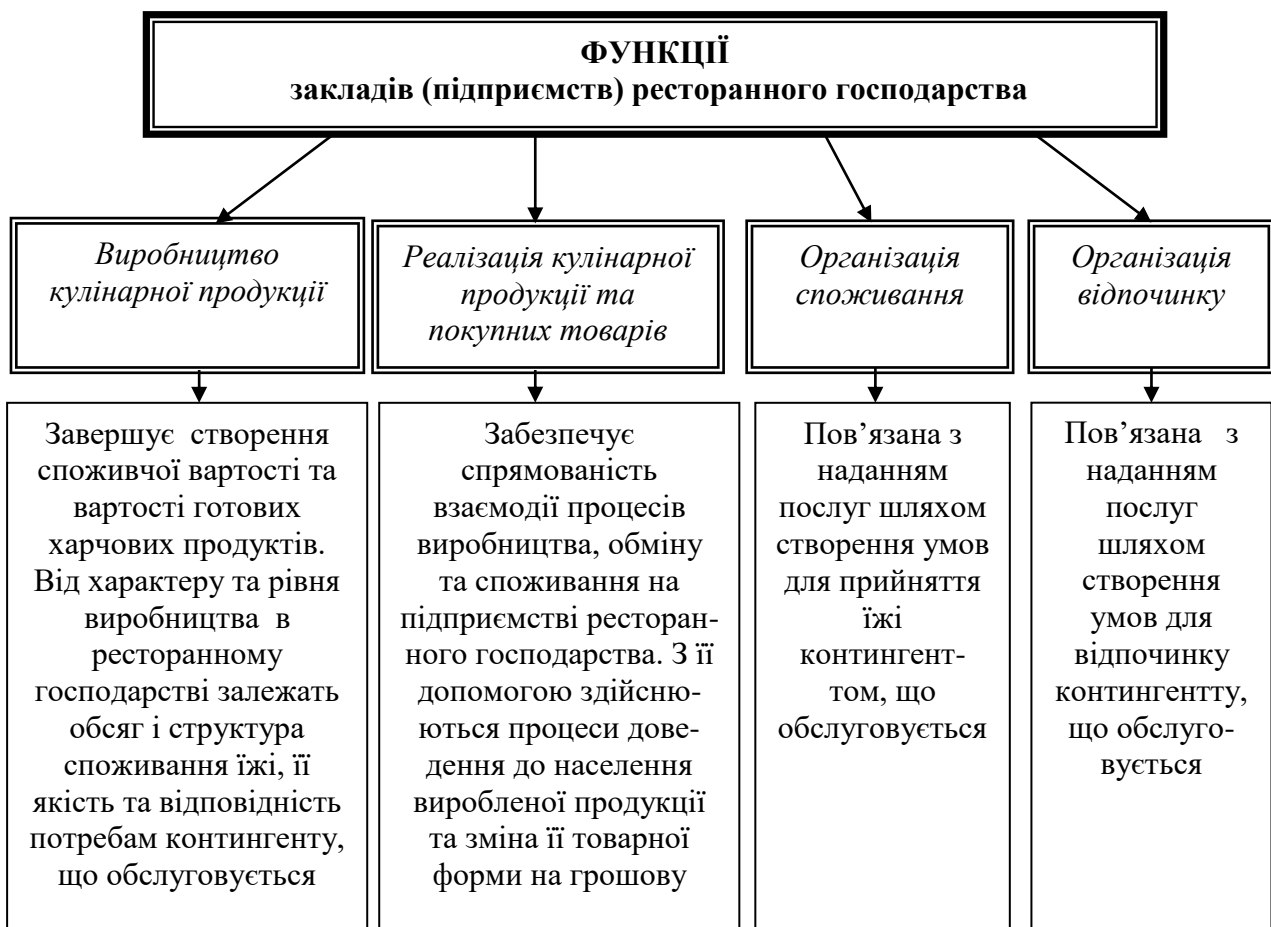 ФУНКЦІЇ
закладів (підприємств) ресторанного господарства
Виробництво
кулінарної продукції
Реалізація кулінарної
продукції та
покупних товарів
Організація
споживання
Організація
відпочинку
Завершує створення
споживчої вартості та
вартості готових
харчових продуктів.
Від характеру та рівня
виробництва в
ресторанному
господарстві залежать
обсяг і структура
споживання їжі, її
якість та відповідність
потребам контингенту,
що обслуговується
Забезпечує
спрямованість
взаємодії процесів
виробництва, обміну
та споживання на
підприємстві ресторан-
ного господарства. З її
допомогою здійсню-
ються процеси дове-
дення до населення
виробленої продукції
та зміна її товарної
форми на грошову
Пов’язана з
наданням
послуг шляхом
створення умов
для прийняття
їжі
контингент-
том, що
обслуговується
Пов’язана з
наданням
послуг
шляхом
створення
умов для
відпочинку
контингентту,
що обслуго-
вується